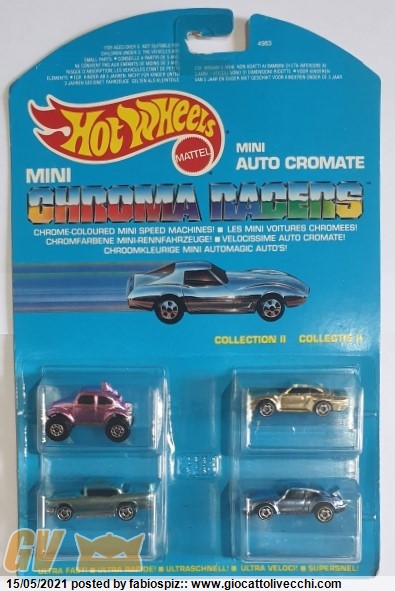 4983
HOT WHEELS
MATTEL
MINI
MINI
AUTO CROMATE
CHROMA RACERS™
CHROME-COLOURED MINI SPEED MACHINES! ■ LES MINI VOITURES CHROMEES!
CHROMFARBENE MINI-RENNFAHRZEUGE! ■ VELOCISSIME AUTO CROMATE!
CHROOMKLEURIGE MINI AUTOMAGIC AUTO'S!
COLLECTION II COLLECTIE II
GV
ULTRA FAST! ■ ULTRA RAPIDE! ■ ULTRASCHNELL! ■ ULTRA VELOCI! ■ SUPERSNEL!
15/05/2021 posted by fabiospiz:: www.giocattolivecchi.com